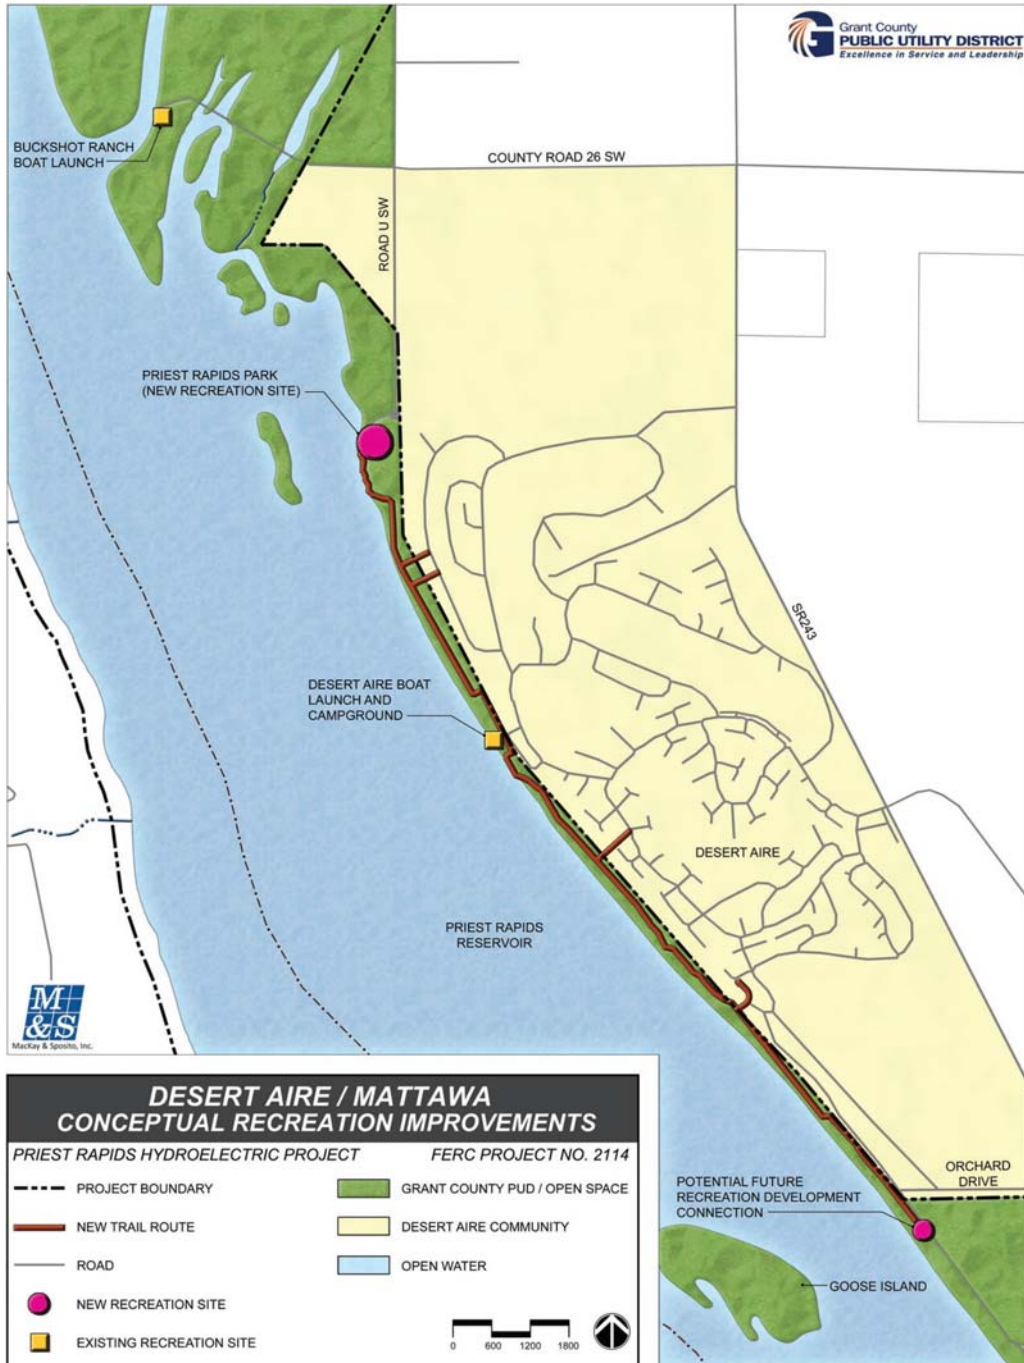 Grant County
PUBLIC UTILITY DISTRICT
Excellence in Service and Leadership
BUCKSHOT RANCH
BOAT LAUNCH
COUNTY ROAD 26 SW
ROAD U SW
PRIEST RAPIDS PARK
(NEW RECREATION SITE)
SR243
DESERT AIRE BOAT
LAUNCH AND
CAMPGROUND
DESERT AIRE
PRIEST RAPIDS
RESERVOIR
M
&S
MacKay & Sposito, Inc.
ORCHARD
DRIVE
POTENTIAL FUTURE
RECREATION DEVELOPMENT
CONNECTION
GOOSE ISLAND
DESERT AIRE / MATTAWA
CONCEPTUAL RECREATION IMPROVEMENTS
PRIEST RAPIDS HYDROELECTRIC PROJECT
FERC PROJECT NO. 2114
PROJECT BOUNDARY
NEW TRAIL ROUTE
ROAD
NEW RECREATION SITE
EXISTING RECREATION SITE
GRANT COUNTY PUD / OPEN SPACE
DESERT AIRE COMMUNITY
OPEN WATER
0 600 1200 1800